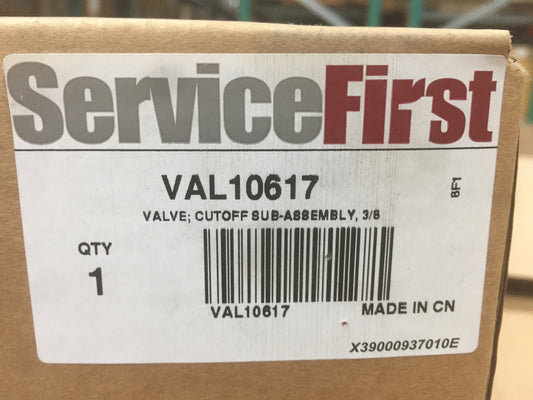 ServiceFirst
VAL10617
8F1
VALVE; CUTOFF SUB-ASSEMBLY, 3/8
QTY
1
VAL10617
MADE IN CN
X39000937010E